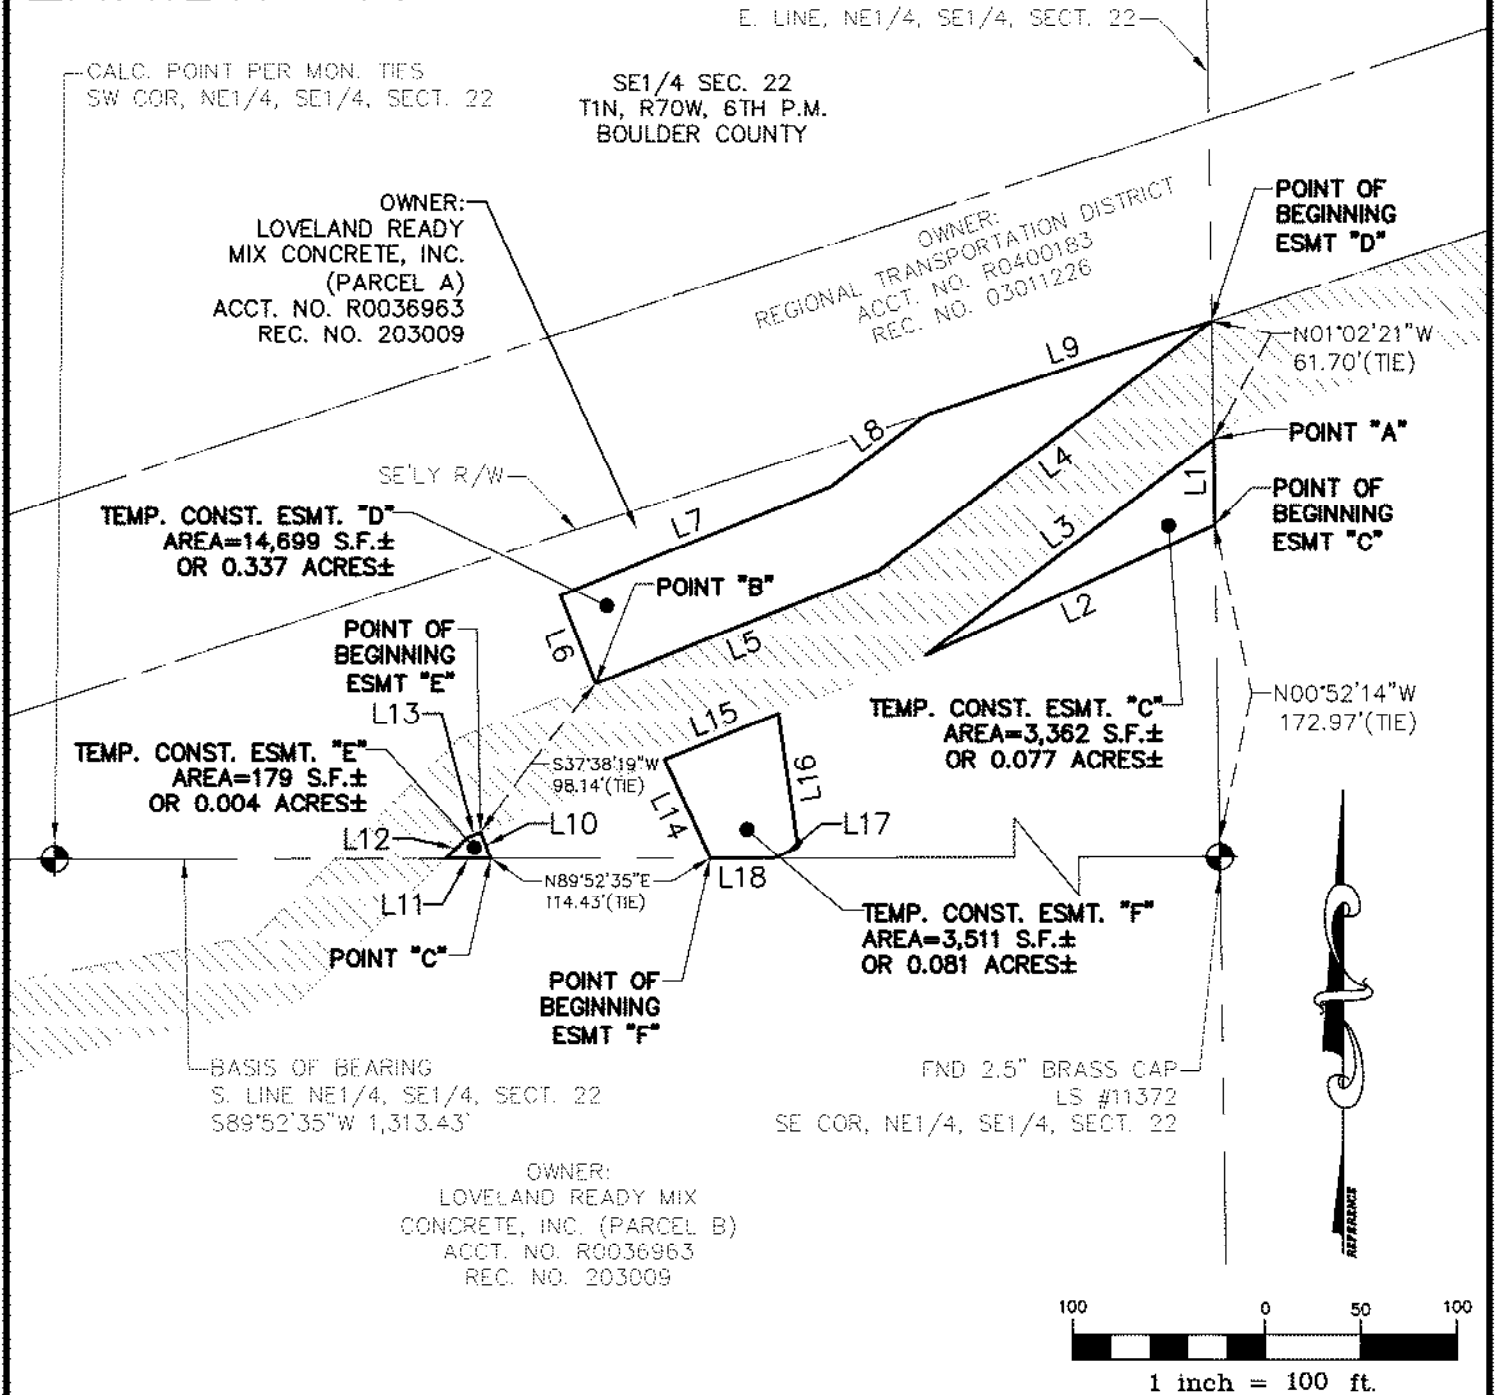 E. LINE, NE1/4, SE1/4, SECT. 22
CALC. POINT PER MON. TIES
SW COR, NE1/4, SE1/4, SECT. 22
SE1/4 SEC. 22
T1N, R70W, 6TH P.M.
BOULDER COUNTY
OWNER:
LOVELAND READY
MIX CONCRETE, INC.
(PARCEL A)
ACCT. NO. R0036963
REC. NO. 203009
OWNER:
REGIONAL TRANSPORTATION DISTRICT
ACCT. NO. R0400183
REC. NO. 03011226
POINT OF
BEGINNING
ESMT "D"
N01°02'21"W
61.70'(TIE)
L9
L8
L4
POINT "A"
L1
SE'LY R/W
POINT OF
BEGINNING
ESMT "C"
TEMP. CONST. ESMT. "D"
AREA=14,699 S.F.±
OR 0.337 ACRES±
L7
L3
POINT "B"
L2
L6
L5
POINT OF
BEGINNING
ESMT "E"
L13
TEMP. CONST. ESMT. "C"
AREA=3,362 S.F.±
OR 0.077 ACRES±
N00°52'14"W
172.97'(TIE)
L15
TEMP. CONST. ESMT. "E"
AREA=179 S.F.±
OR 0.004 ACRES±
S37°38'19"W
98.14'(TIE)
L16
L14
L12
L10
L17
L11
N89°52'35"E
114.43'(TIE)
L18
TEMP. CONST. ESMT. "F"
AREA=3,511 S.F.±
OR 0.081 ACRES±
POINT "C"
POINT OF
BEGINNING
ESMT "F"
BASIS OF BEARING
S. LINE NE1/4, SE1/4, SECT. 22
S89°52'35"W 1,313.43'
FND 2.5" BRASS CAP
LS #11372
SE COR, NE1/4, SE1/4, SECT. 22
OWNER:
LOVELAND READY MIX
CONCRETE, INC. (PARCEL B)
ACCT. NO. R0036963
REC. NO. 203009
REFERENCE
100 0 50 100
1 inch = 100 ft.